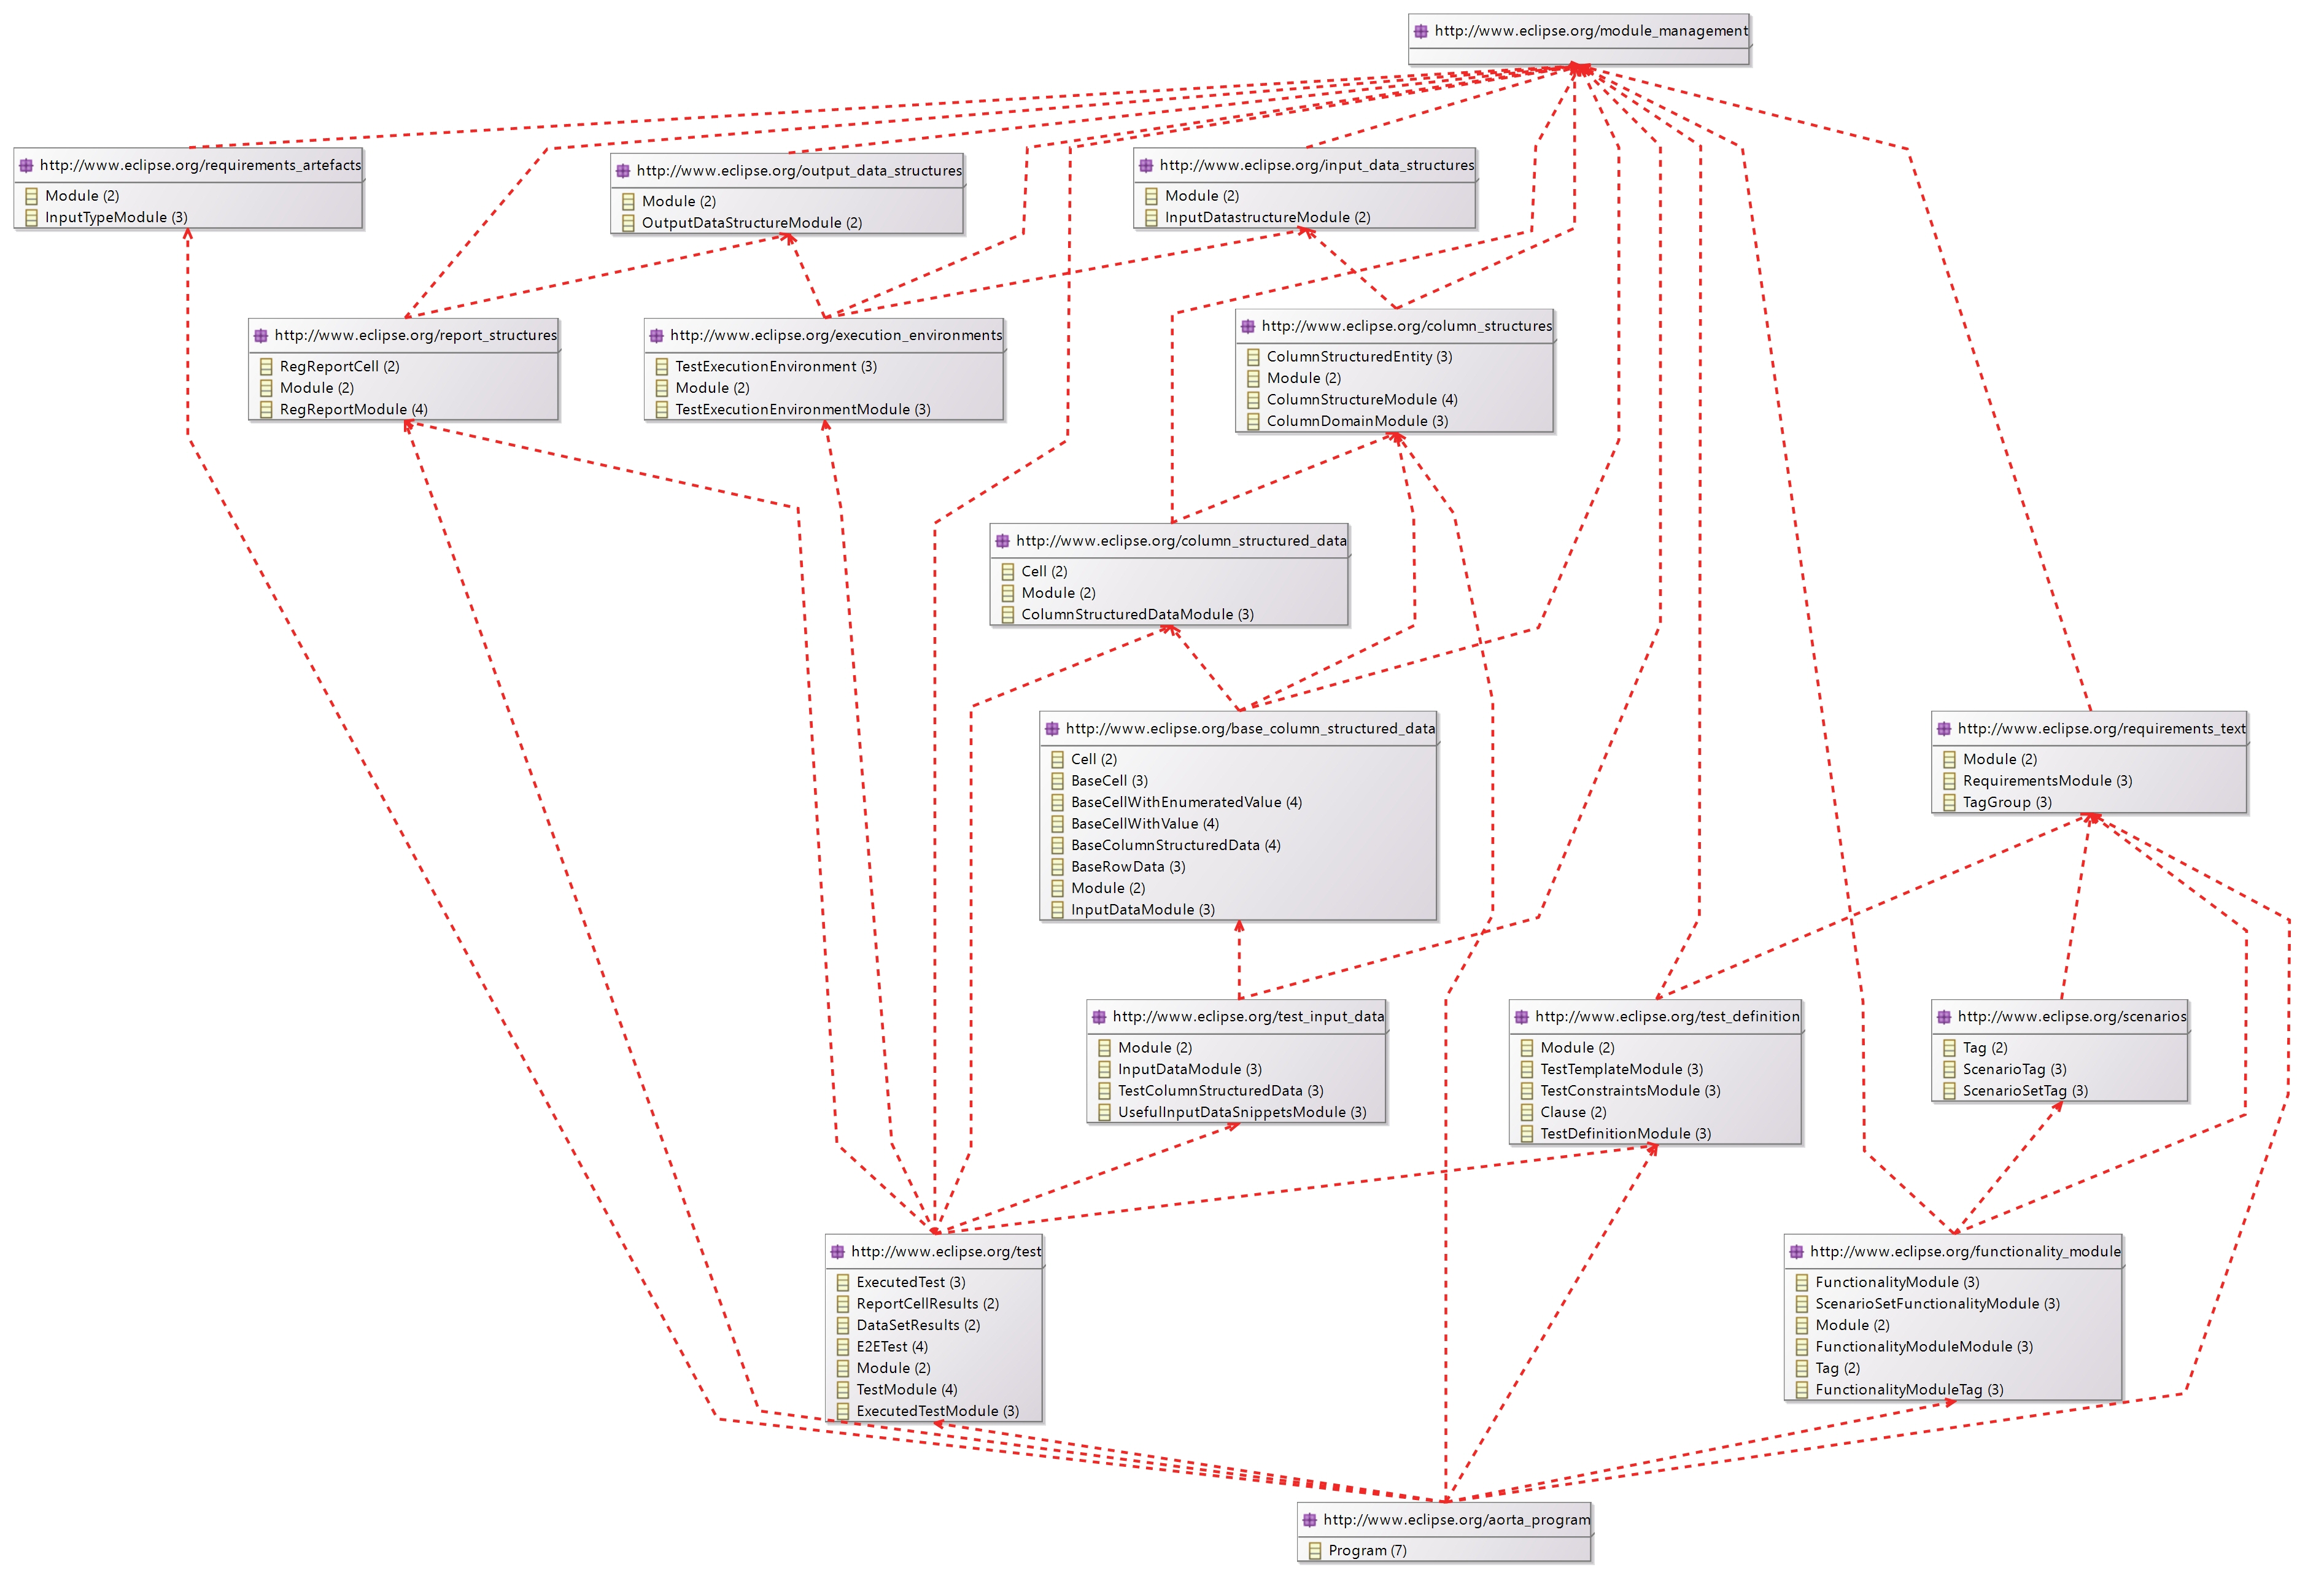 http://www.eclipse.org/module_management
http://www.eclipse.org/requirements_artefacts
Module (2)
InputTypeModule (3)
http://www.eclipse.org/output_data_structures
Module (2)
OutputDataStructureModule (2)
http://www.eclipse.org/input_data_structures
Module (2)
InputDatastructureModule (2)
http://www.eclipse.org/report_structures
RegReportCell (2)
Module (2)
RegReportModule (4)
http://www.eclipse.org/execution_environments
TestExecutionEnvironment (3)
Module (2)
TestExecutionEnvironmentModule (3)
http://www.eclipse.org/column_structures
ColumnStructuredEntity (3)
Module (2)
ColumnStructureModule (4)
ColumnDomainModule (3)
http://www.eclipse.org/column_structured_data
Cell (2)
Module (2)
ColumnStructuredDataModule (3)
http://www.eclipse.org/base_column_structured_data
Cell (2)
BaseCell (3)
BaseCellWithEnumeratedValue (4)
BaseCellWithValue (4)
BaseColumnStructuredData (4)
BaseRowData (3)
Module (2)
InputDataModule (3)
http://www.eclipse.org/requirements_text
Module (2)
RequirementsModule (3)
TagGroup (3)
http://www.eclipse.org/test_input_data
Module (2)
InputDataModule (3)
TestColumnStructuredData (3)
UsefulInputDataSnippetsModule (3)
http://www.eclipse.org/test_definition
Module (2)
TestTemplateModule (3)
TestConstraintsModule (3)
Clause (2)
TestDefinitionModule (3)
http://www.eclipse.org/scenarios
Tag (2)
ScenarioTag (3)
ScenarioSetTag (3)
http://www.eclipse.org/test
ExecutedTest (3)
ReportCellResults (2)
DataSetResults (2)
E2ETest (4)
Module (2)
TestModule (4)
ExecutedTestModule (3)
http://www.eclipse.org/functionality_module
FunctionalityModule (3)
ScenarioSetFunctionalityModule (3)
Module (2)
FunctionalityModuleModule (3)
Tag (2)
FunctionalityModuleTag (3)
http://www.eclipse.org/aorta_program
Program (7)